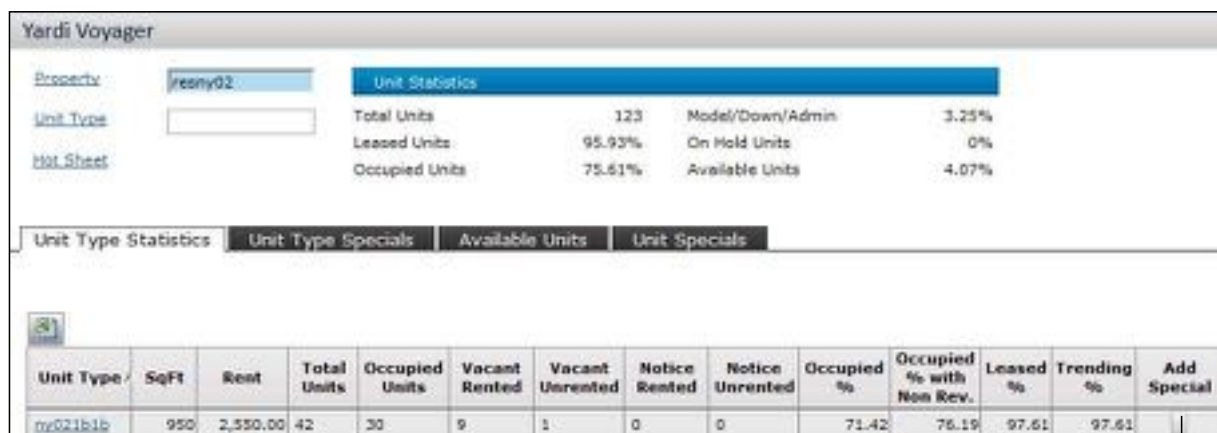 Yardi Voyager
Property resny02 Unit Statistics
Unit Type Total Units 123 Model/Down/Admin 3.25%
Leased Units 95.93% On Hold Units 0%
Hot Sheet Occupied Units 75.61% Available Units 4.07%
Unit Type Statistics Unit Type Specials Available Units Unit Specials
Unit Type SqFt Rent Total Units Occupied Units Vacant Rented Vacant Unrented Notice Rented Notice Unrented Occupied % Occupied % with Non Rev. Leased % Trending % Add Special
ny021b1b 950 2,550.00 42 30 9 1 0 0 71.42 76.19 97.61 97.61